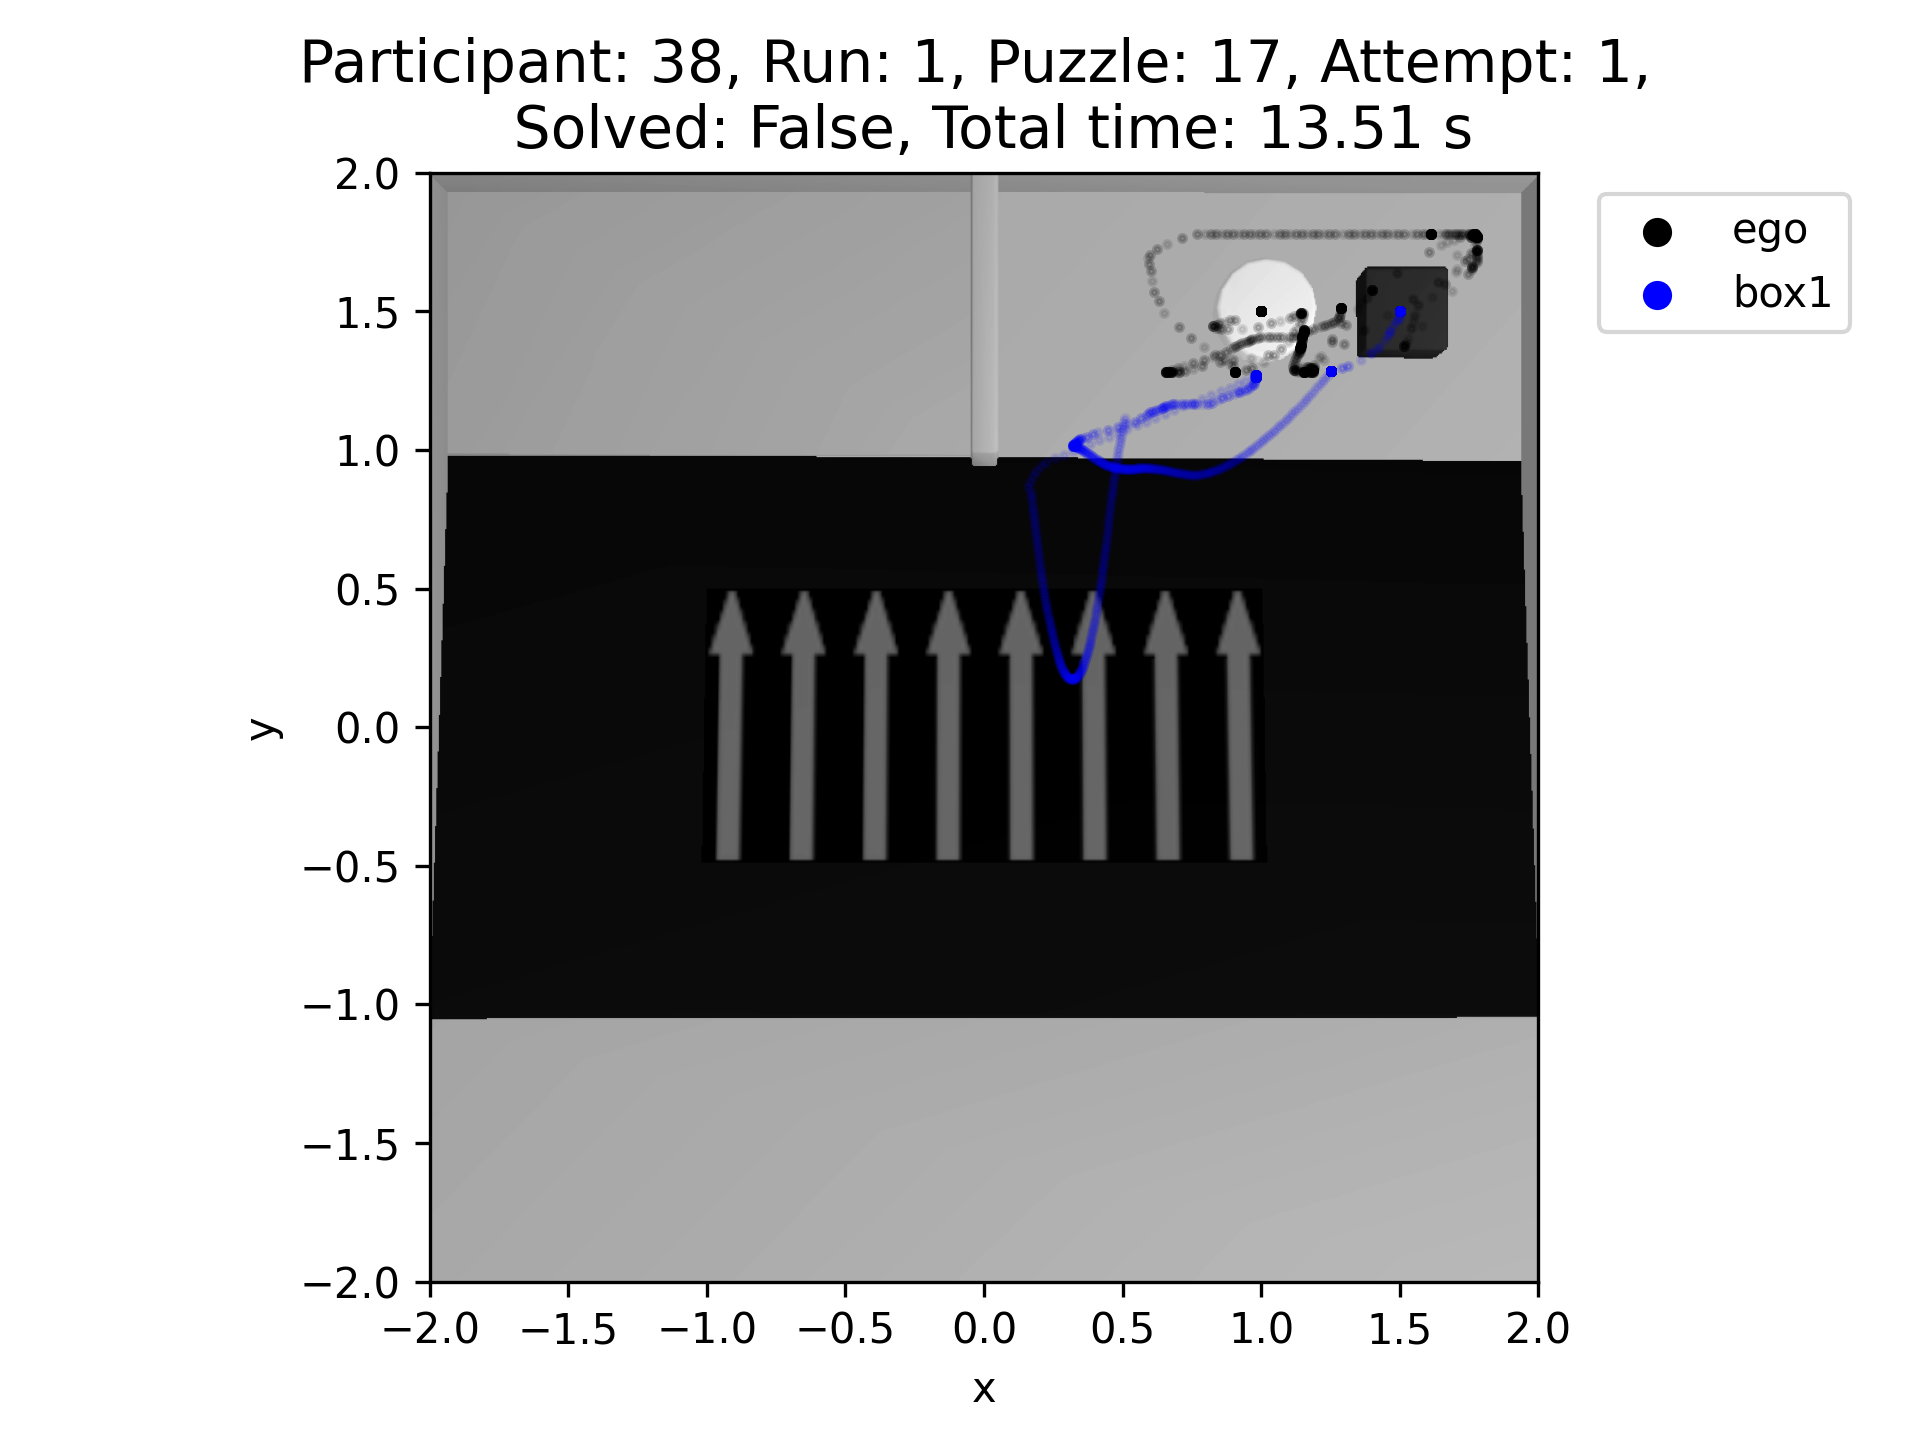 Participant: 38, Run: 1, Puzzle: 17, Attempt: 1,
Solved: False, Total time: 13.51 s
ego
box1
2.0
1.5
1.0
0.5
0.0
−0.5
−1.0
−1.5
−2.0
y
−2.0 −1.5 −1.0 −0.5 0.0 0.5 1.0 1.5 2.0
x